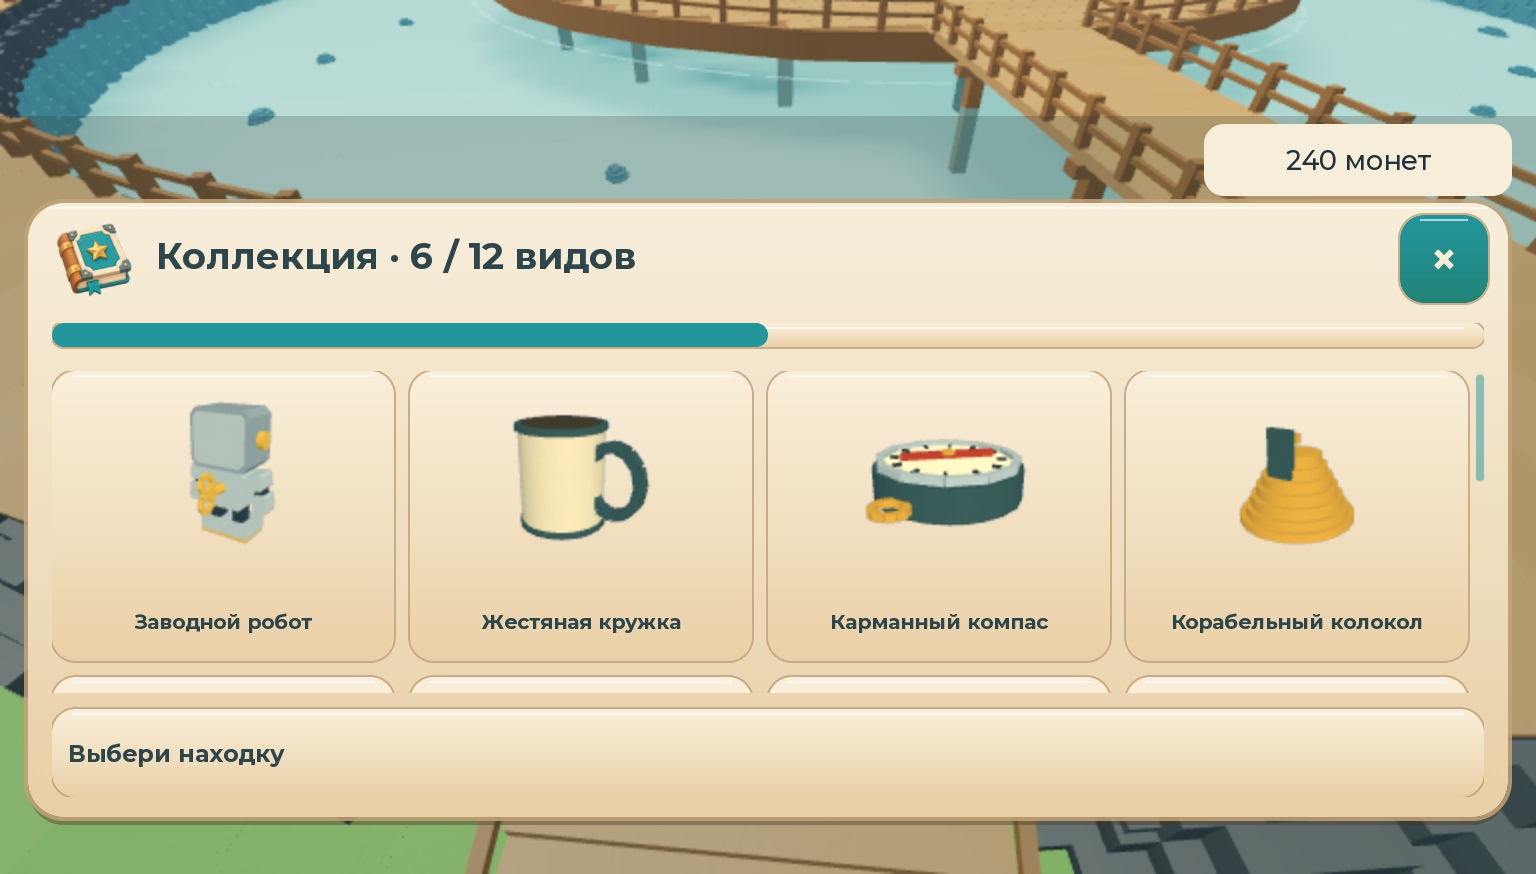 240 монет
Коллекция · 6 / 12 видов
×
Заводной робот
Жестяная кружка
Карманный компас
Корабельный колокол
Выбери находку